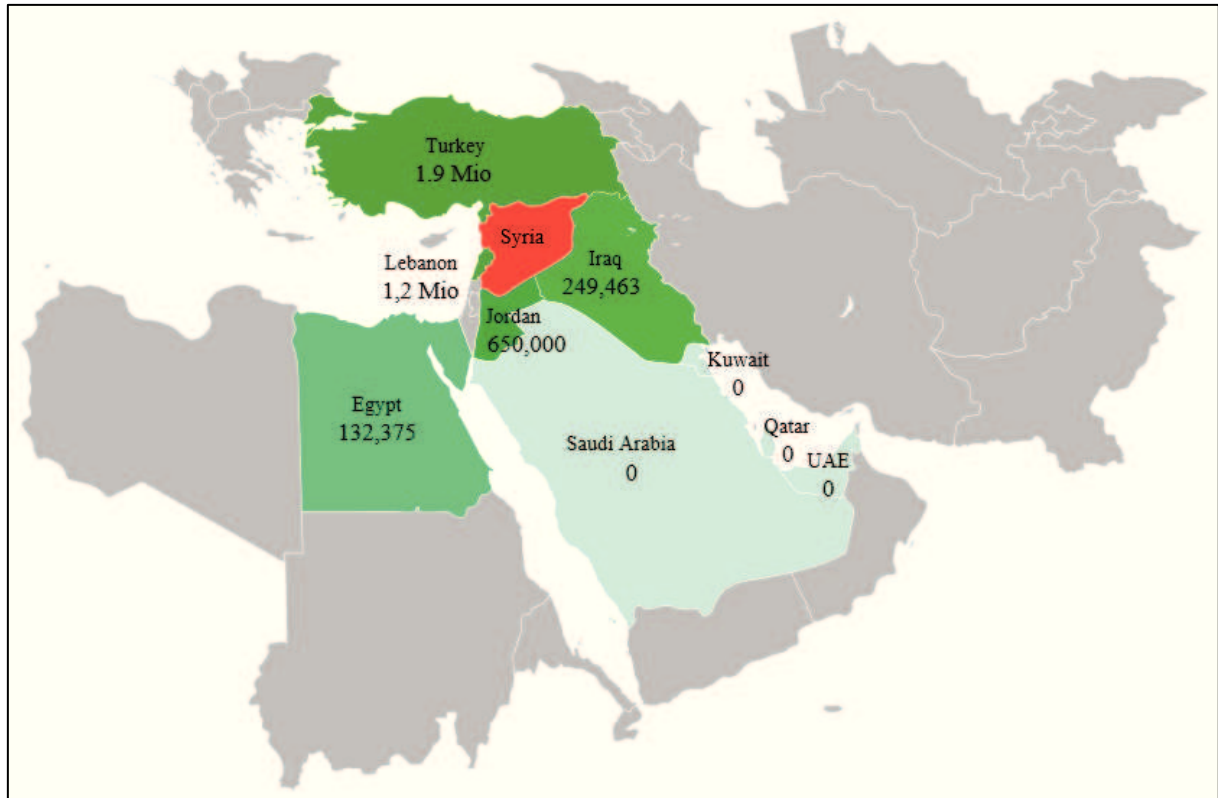 Turkey
1.9 Mio
Syria
Lebanon
1,2 Mio
Iraq
249,463
Jordan
650,000
Kuwait
0
Egypt
132,375
Saudi Arabia
0
Qatar
0
UAE
0